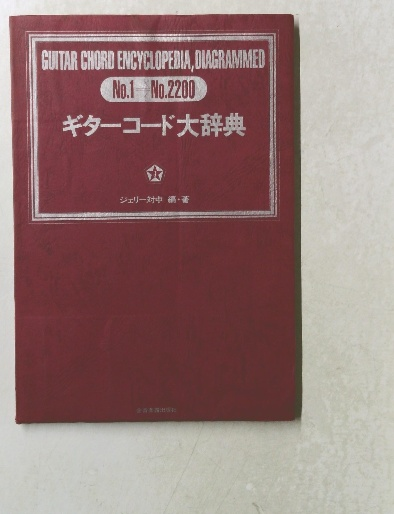 GUITAR CHORD ENCYCLOPEDIA, DIAGRAMMED
No.1—No.2200
ギターコード大辞典
ジェリー対中 編・著